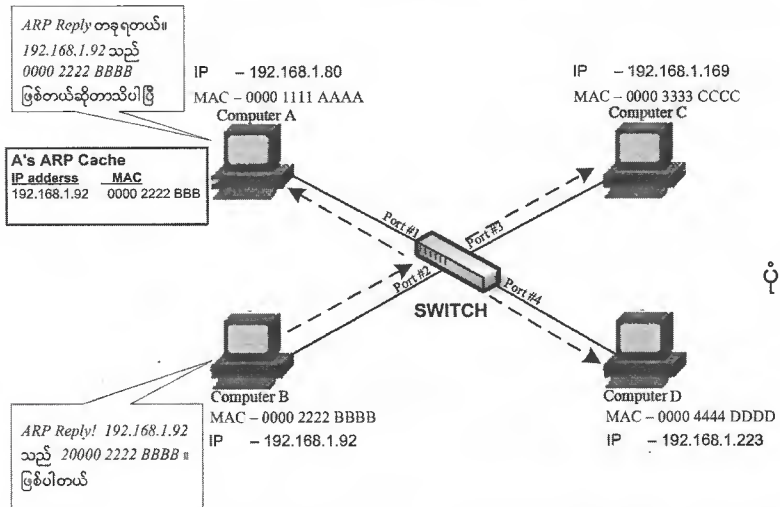 ARP Reply တခုရတယ်။
192.168.1.92 သည်
0000 2222 BBBB
ဖြစ်တယ်ဆိုတာသိပါပြီ
IP – 192.168.1.80
MAC – 0000 1111 AAAA
Computer A
IP – 192.168.1.169
MAC – 0000 3333 CCCC
Computer C
A's ARP Cache
IP adderss MAC
192.168.1.92 0000 2222 BBB
Port #1
Port #3
Port #2
Port #4
SWITCH
ပုံ
Computer B
MAC – 0000 2222 BBBB
IP – 192.168.1.92
Computer D
MAC – 0000 4444 DDDD
IP – 192.168.1.223
ARP Reply! 192.168.1.92
သည် 20000 2222 BBBB ။
ဖြစ်ပါတယ်